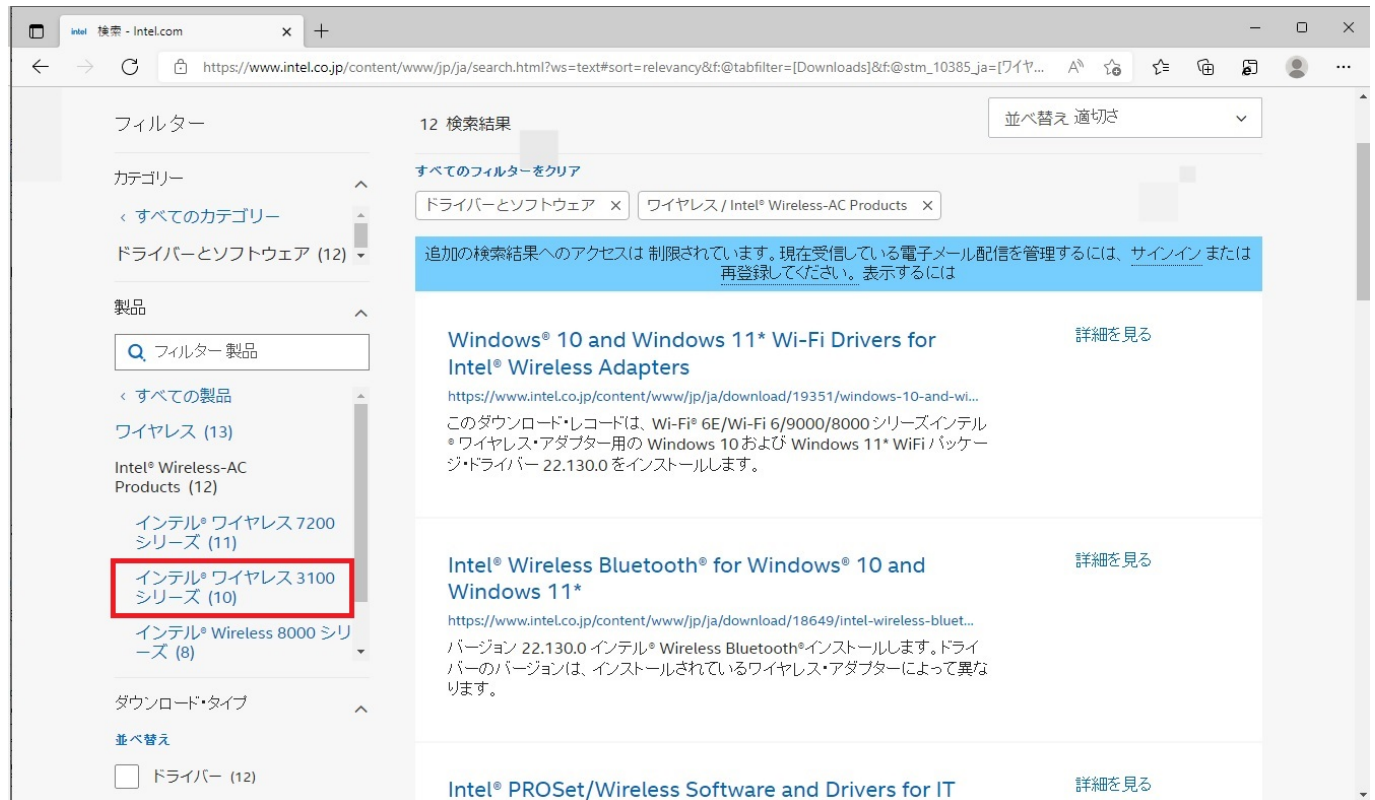 intel 検索 - Intel.com
https://www.intel.co.jp/content/www/jp/ja/search.html?ws=text#sort=relevancy&f:@tabfilter=[Downloads]&f:@stm_10385_ja=[ワイヤ...
フィルター
カテゴリー
‹ すべてのカテゴリー
ドライバーとソフトウェア (12)
製品
フィルター 製品
‹ すべての製品
ワイヤレス (13)
Intel® Wireless-AC
Products (12)
インテル® ワイヤレス 7200
シリーズ (11)
インテル® ワイヤレス 3100
シリーズ (10)
インテル® Wireless 8000 シリ
ーズ (8)
ダウンロード・タイプ
並べ替え
ドライバー (12)
12 検索結果
並べ替え 適切さ
すべてのフィルターをクリア
ドライバーとソフトウェア ×
ワイヤレス / Intel® Wireless-AC Products ×
追加の検索結果へのアクセスは 制限されています。現在受信している電子メール配信を管理するには、 サインイン または
再登録してください。 表示するには
Windows® 10 and Windows 11* Wi-Fi Drivers for
Intel® Wireless Adapters
詳細を見る
https://www.intel.co.jp/content/www/jp/ja/download/19351/windows-10-and-wi...
このダウンロード・レコードは、Wi-Fi® 6E/Wi-Fi 6/9000/8000 シリーズインテル
® ワイヤレス・アダプター用の Windows 10 および Windows 11* WiFi パッケー
ジ・ドライバー 22.130.0 をインストールします。
Intel® Wireless Bluetooth® for Windows® 10 and
Windows 11*
詳細を見る
https://www.intel.co.jp/content/www/jp/ja/download/18649/intel-wireless-bluet...
バージョン 22.130.0 インテル® Wireless Bluetooth®インストールします。ドライ
バーのバージョンは、インストールされているワイヤレス・アダプターによって異な
ります。
Intel® PROSet/Wireless Software and Drivers for IT
詳細を見る